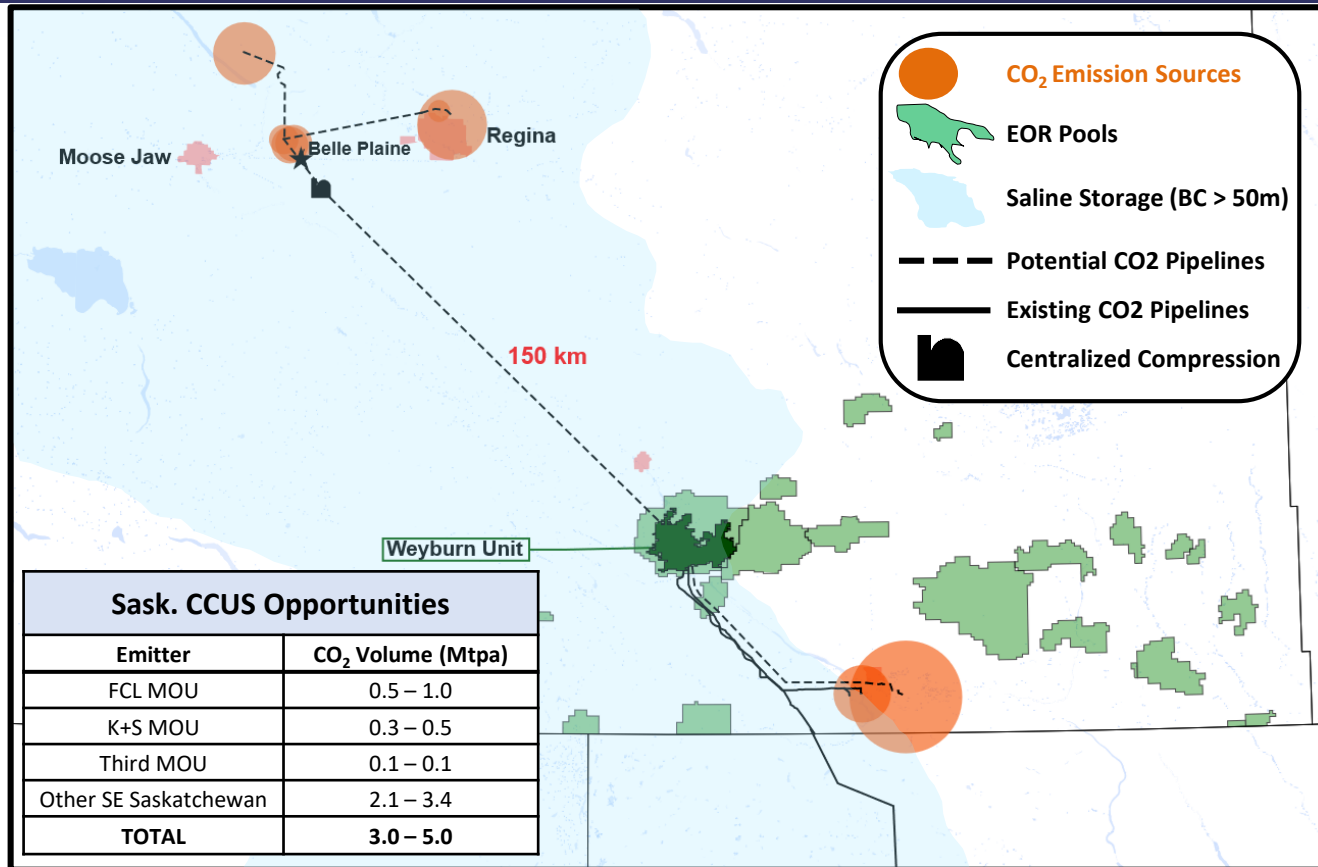 CO2 Emission Sources
EOR Pools
Saline Storage (BC > 50m)
Potential CO2 Pipelines
Existing CO2 Pipelines
Centralized Compression
Moose Jaw
Belle Plaine
Regina
150 km
Weyburn Unit
Sask. CCUS Opportunities
Emitter CO2 Volume (Mtpa)
FCL MOU 0.5 – 1.0
K+S MOU 0.3 – 0.5
Third MOU 0.1 – 0.1
Other SE Saskatchewan 2.1 – 3.4
TOTAL 3.0 – 5.0